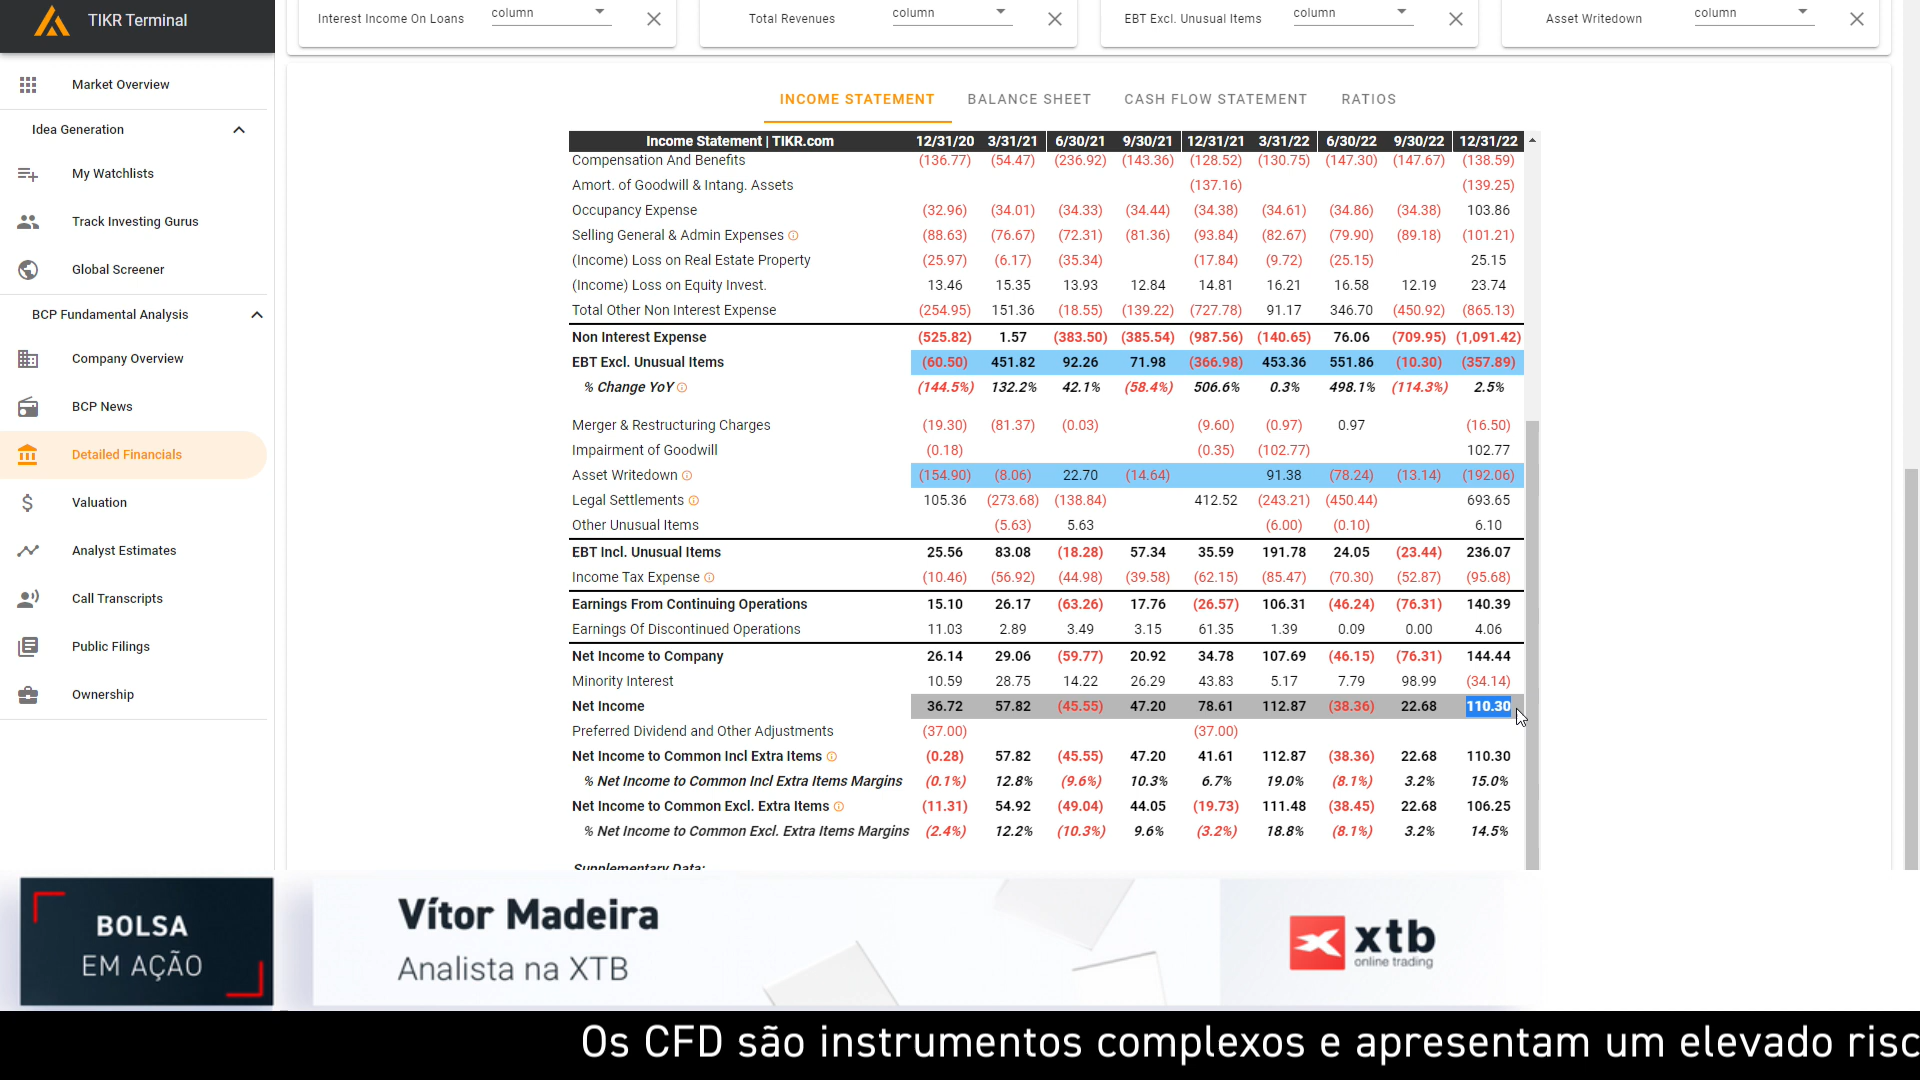 TIKR Terminal
Interest Income On Loans column
Total Revenues column
EBT Excl. Unusual Items column
Asset Writedown column
Market Overview
Idea Generation
My Watchlists
Track Investing Gurus
Global Screener
BCP Fundamental Analysis
Company Overview
BCP News
Detailed Financials
Valuation
Analyst Estimates
Call Transcripts
Public Filings
Ownership
INCOME STATEMENT BALANCE SHEET CASH FLOW STATEMENT RATIOS
Income Statement | TIKR.com 12/31/20 3/31/21 6/30/21 9/30/21 12/31/21 3/31/22 6/30/22 9/30/22 12/31/22
Compensation And Benefits (136.77) (54.47) (236.92) (143.36) (128.52) (130.75) (147.30) (147.67) (138.59)
Amort. of Goodwill & Intang. Assets (137.16) (139.25)
Occupancy Expense (32.96) (34.01) (34.33) (34.44) (34.38) (34.61) (34.86) (34.38) 103.86
Selling General & Admin Expenses (88.63) (76.67) (72.31) (81.36) (93.84) (82.67) (79.90) (89.18) (101.21)
(Income) Loss on Real Estate Property (25.97) (6.17) (35.34) (17.84) (9.72) (25.15) 25.15
(Income) Loss on Equity Invest. 13.46 15.35 13.93 12.84 14.81 16.21 16.58 12.19 23.74
Total Other Non Interest Expense (254.95) 151.36 (18.55) (139.22) (727.78) 91.17 346.70 (450.92) (865.13)
Non Interest Expense (525.82) 1.57 (383.50) (385.54) (987.56) (140.65) 76.06 (709.95) (1,091.42)
EBT Excl. Unusual Items (60.50) 451.82 92.26 71.98 (366.98) 453.36 551.86 (10.30) (357.89)
% Change YoY (144.5%) 132.2% 42.1% (58.4%) 506.6% 0.3% 498.1% (114.3%) 2.5%
Merger & Restructuring Charges (19.30) (81.37) (0.03) (9.60) (0.97) 0.97 (16.50)
Impairment of Goodwill (0.18) (0.35) (102.77) 102.77
Asset Writedown (154.90) (8.06) 22.70 (14.64) 91.38 (78.24) (13.14) (192.06)
Legal Settlements 105.36 (273.68) (138.84) 412.52 (243.21) (450.44) 693.65
Other Unusual Items (5.63) 5.63 (6.00) (0.10) 6.10
EBT Incl. Unusual Items 25.56 83.08 (18.28) 57.34 35.59 191.78 24.05 (23.44) 236.07
Income Tax Expense (10.46) (56.92) (44.98) (39.58) (62.15) (85.47) (70.30) (52.87) (95.68)
Earnings From Continuing Operations 15.10 26.17 (63.26) 17.76 (26.57) 106.31 (46.24) (76.31) 140.39
Earnings Of Discontinued Operations 11.03 2.89 3.49 3.15 61.35 1.39 0.09 0.00 4.06
Net Income to Company 26.14 29.06 (59.77) 20.92 34.78 107.69 (46.15) (76.31) 144.44
Minority Interest 10.59 28.75 14.22 26.29 43.83 5.17 7.79 98.99 (34.14)
Net Income 36.72 57.82 (45.55) 47.20 78.61 112.87 (38.36) 22.68 110.30
Preferred Dividend and Other Adjustments (37.00) (37.00)
Net Income to Common Incl Extra Items (0.28) 57.82 (45.55) 47.20 41.61 112.87 (38.36) 22.68 110.30
% Net Income to Common Incl Extra Items Margins (0.1%) 12.8% (9.6%) 10.3% 6.7% 19.0% (8.1%) 3.2% 15.0%
Net Income to Common Excl. Extra Items (11.31) 54.92 (49.04) 44.05 (19.73) 111.48 (38.45) 22.68 106.25
% Net Income to Common Excl. Extra Items Margins (2.4%) 12.2% (10.3%) 9.6% (3.2%) 18.8% (8.1%) 3.2% 14.5%
Supplementary Data:
BOLSA
EM AÇÃO
Vítor Madeira
Analista na XTB
xtb
online trading
Os CFD são instrumentos complexos e apresentam um elevado risc